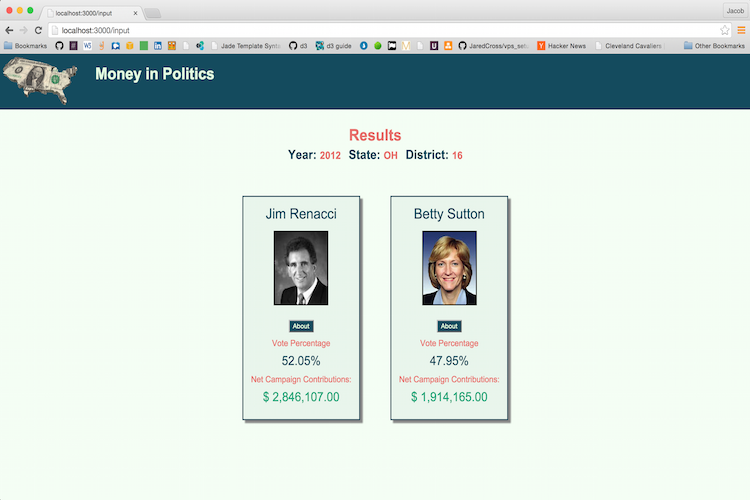 localhost:3000/input
Jacob
localhost:3000/input
Bookmarks
Jade Template Synt
d3
d3 guide
JaredCross/vps_set
Hacker News
Cleveland Cavaliers
Other Bookmarks
Money in Politics
Results
Year: 2012 State: OH District: 16
Jim Renacci
About
Vote Percentage
52.05%
Net Campaign Contributions:
$ 2,846,107.00
Betty Sutton
About
Vote Percentage
47.95%
Net Campaign Contributions:
$ 1,914,165.00